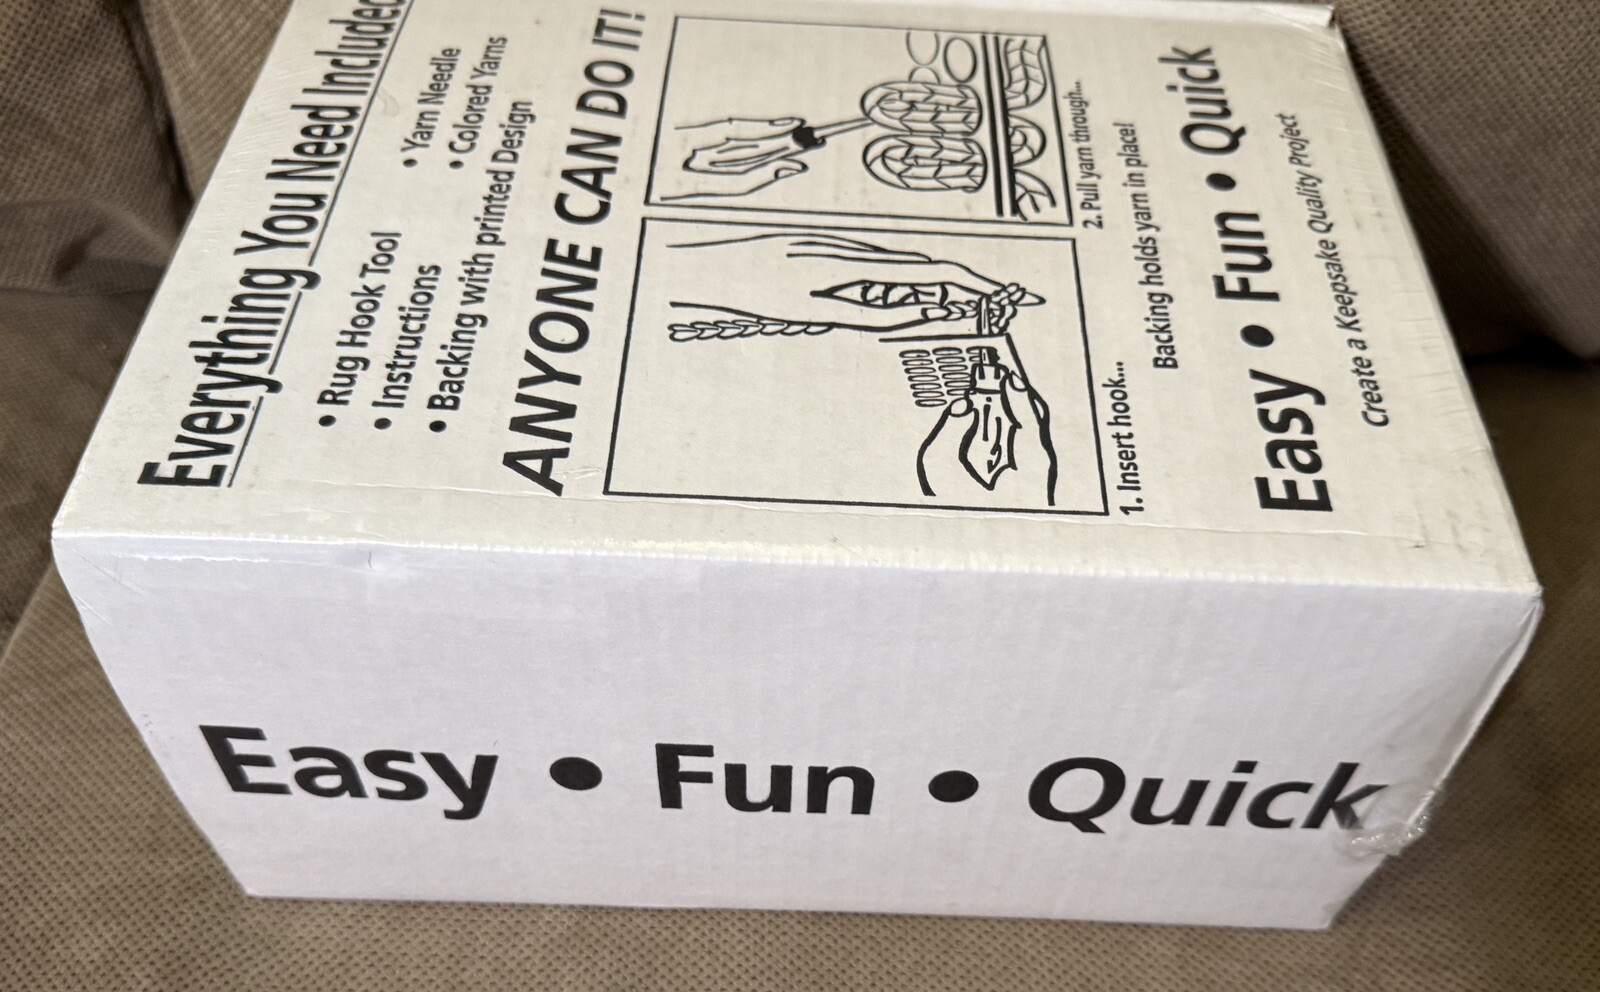 Everything You Need Included
• Rug Hook Tool
• Instructions
• Backing with printed Design
• Yarn Needle
• Colored Yarns
ANYONE CAN DO IT!
1. Insert hook...
2. Pull yarn through...
Backing holds yarn in place!
Easy • Fun • Quick
Create a Keepsake Quality Project
Easy • Fun • Quick